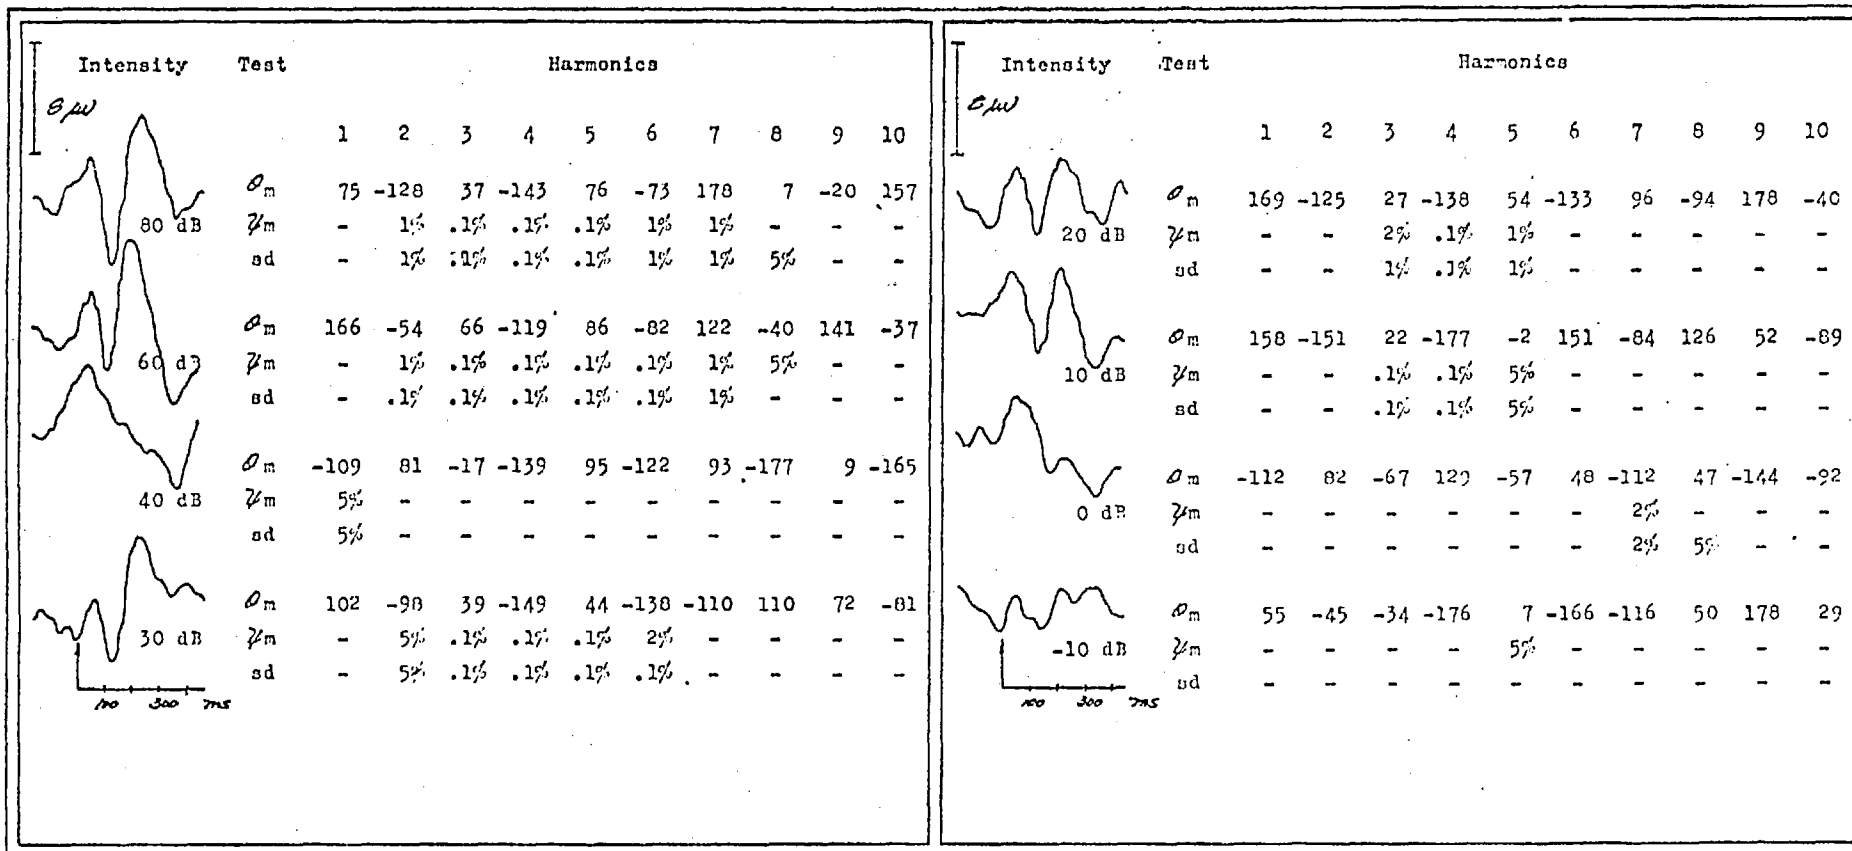 Intensity Test Harmonics
8 μv
1 2 3 4 5 6 7 8 9 10
θm 75 -128 37 -143 76 -73 178 7 -20 157
80 dB γm - 1% .1% .1% .1% 1% 1% - - -
sd - 1% .1% .1% .1% 1% 1% 5% - -
θm 166 -54 66 -119 86 -82 122 -40 141 -37
60 dB γm - 1% .1% .1% .1% .1% 1% 5% - -
sd - .1% .1% .1% .1% .1% 1% - - -
θm -109 81 -17 -139 95 -122 93 -177 9 -165
40 dB γm 5% - - - - - - - - -
sd 5% - - - - - - - - -
θm 102 -98 39 -149 44 -138 -110 110 72 -81
30 dB γm - 5% .1% .1% .1% 2% - - - -
sd - 5% .1% .1% .1% .1% - - - -
100 300 ms
Intensity Test Harmonics
8 μv
1 2 3 4 5 6 7 8 9 10
θm 169 -125 27 -138 54 -133 96 -94 178 -40
20 dB γm - - 2% .1% 1% - - - - -
sd - - 1% .1% 1% - - - - -
θm 158 -151 22 -177 -2 151 -84 126 52 -89
10 dB γm - - .1% .1% 5% - - - - -
sd - - .1% .1% 5% - - - - -
θm -112 82 -67 129 -57 48 -112 47 -144 -92
0 dB γm - - - - - - 2% - - -
sd - - - - - - 2% 5% - -
θm 55 -45 -34 -176 7 -166 -116 50 178 29
-10 dB γm - - - - 5% - - - - -
sd - - - - - - - - - -
100 300 ms